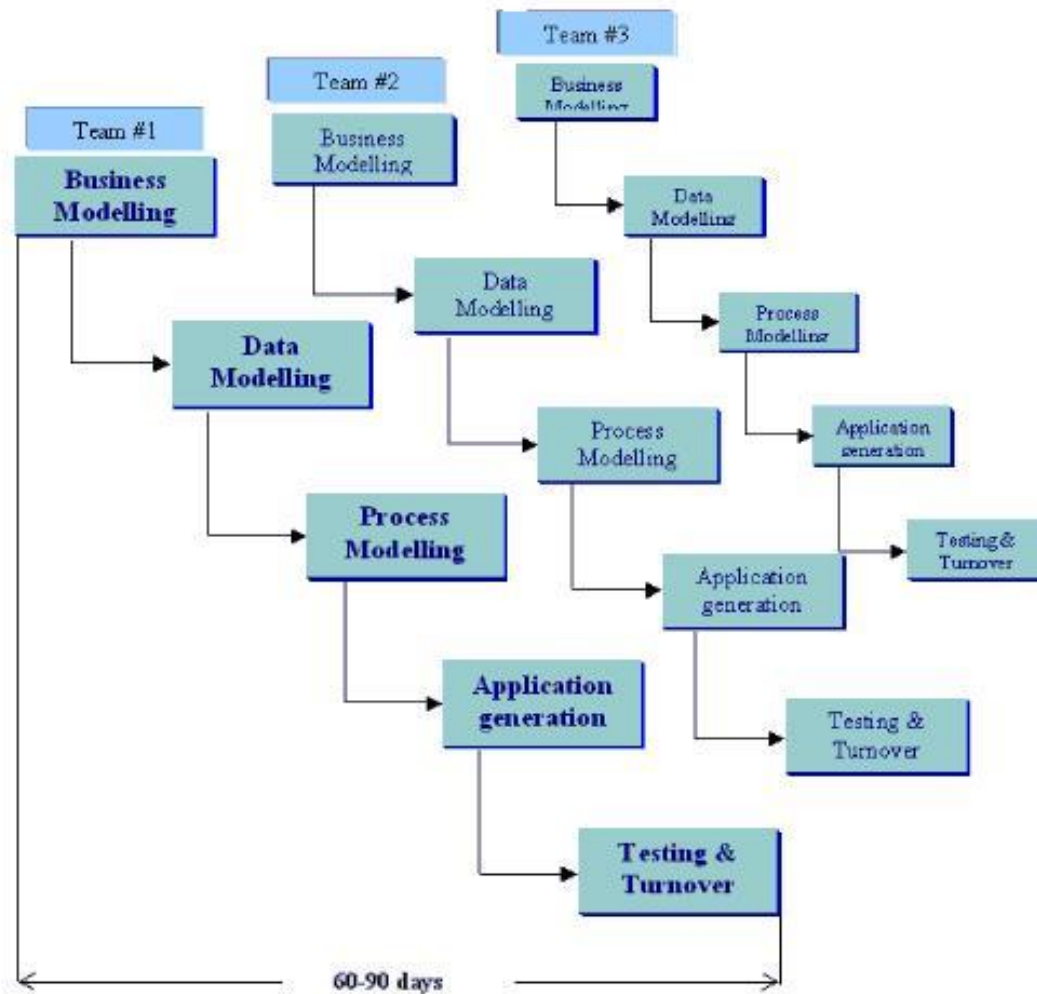 Team #1
Business
Modelling
Data
Modelling
Process
Modelling
Application
generation
Testing &
Turnover
Team #2
Business
Modelling
Data
Modelling
Process
Modelling
Application
generation
Testing &
Turnover
Team #3
Business
Modelling
Data
Modelling
Process
Modelling
Application
generation
Testing &
Turnover
60-90 days